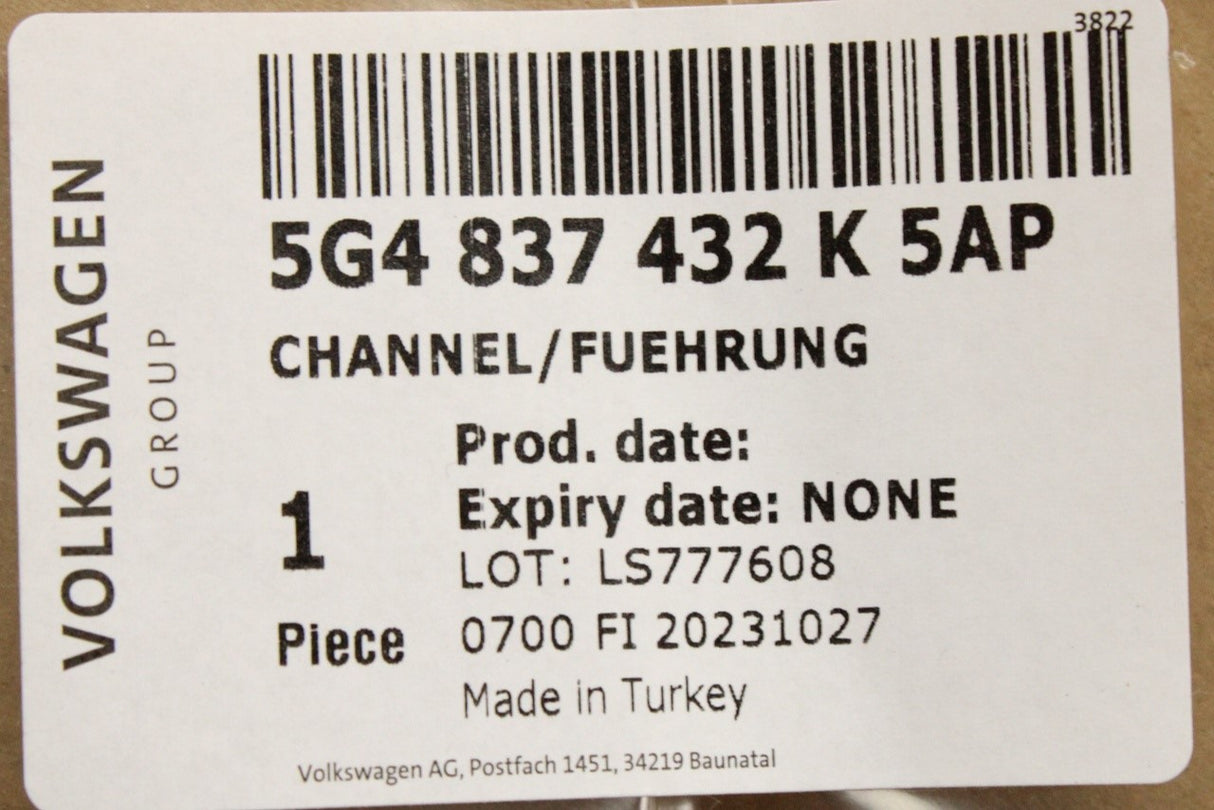 3822
5G4 837 432 K 5AP
CHANNEL/FUEHRUNG
Prod. date:
Expiry date: NONE
LOT: LS777608
0700 FI 20231027
Made in Turkey
1
Piece
Volkswagen AG, Postfach 1451, 34219 Baunatal
VOLKSWAGEN
GROUP